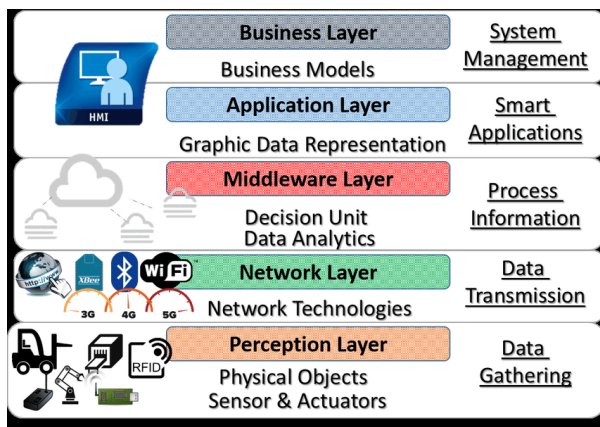 Business Layer
Business Models
System
Management
HMI
Application Layer
Graphic Data Representation
Smart
Applications
Middleware Layer
Decision Unit
Data Analytics
Process
Information
http://
XBee
WiFi™
Network Layer
3G
4G
5G
Network Technologies
Data
Transmission
RFID
Perception Layer
Physical Objects
Sensor & Actuators
Data
Gathering